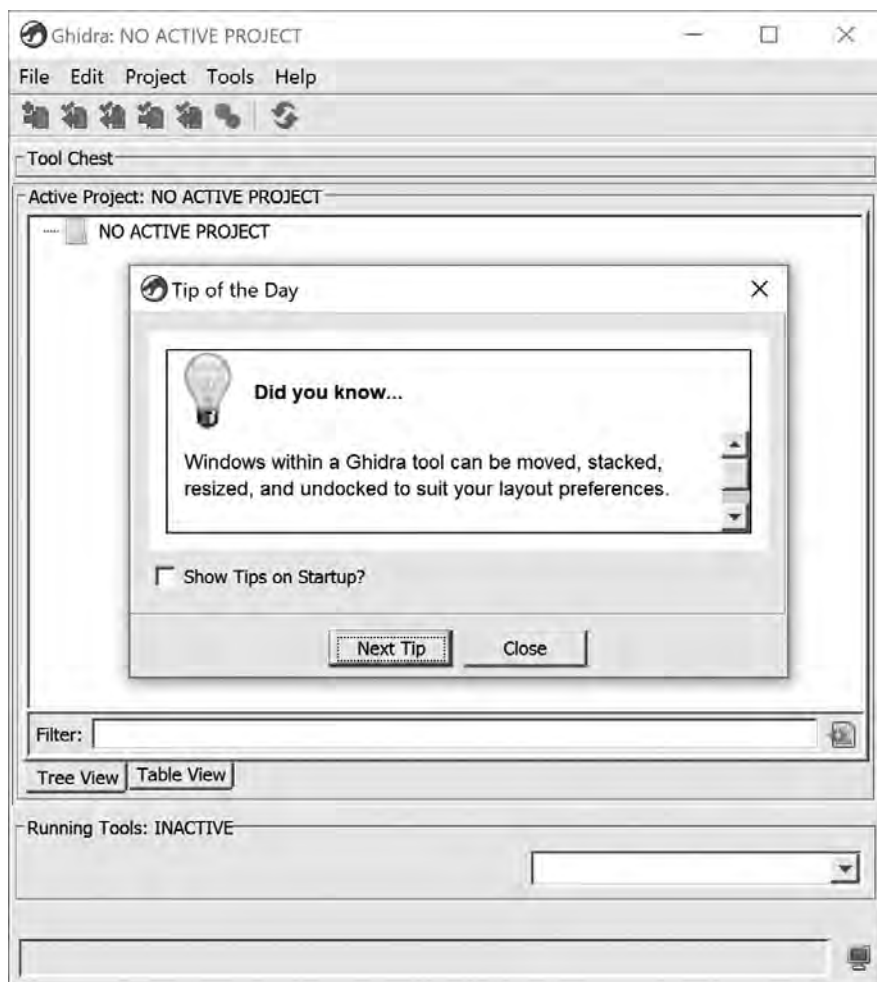 Ghidra: NO ACTIVE PROJECT
File Edit Project Tools Help
Tool Chest
Active Project: NO ACTIVE PROJECT
NO ACTIVE PROJECT
Tip of the Day
Did you know...
Windows within a Ghidra tool can be moved, stacked,
resized, and undocked to suit your layout preferences.
Show Tips on Startup?
Next Tip Close
Filter:
Tree View Table View
Running Tools: INACTIVE